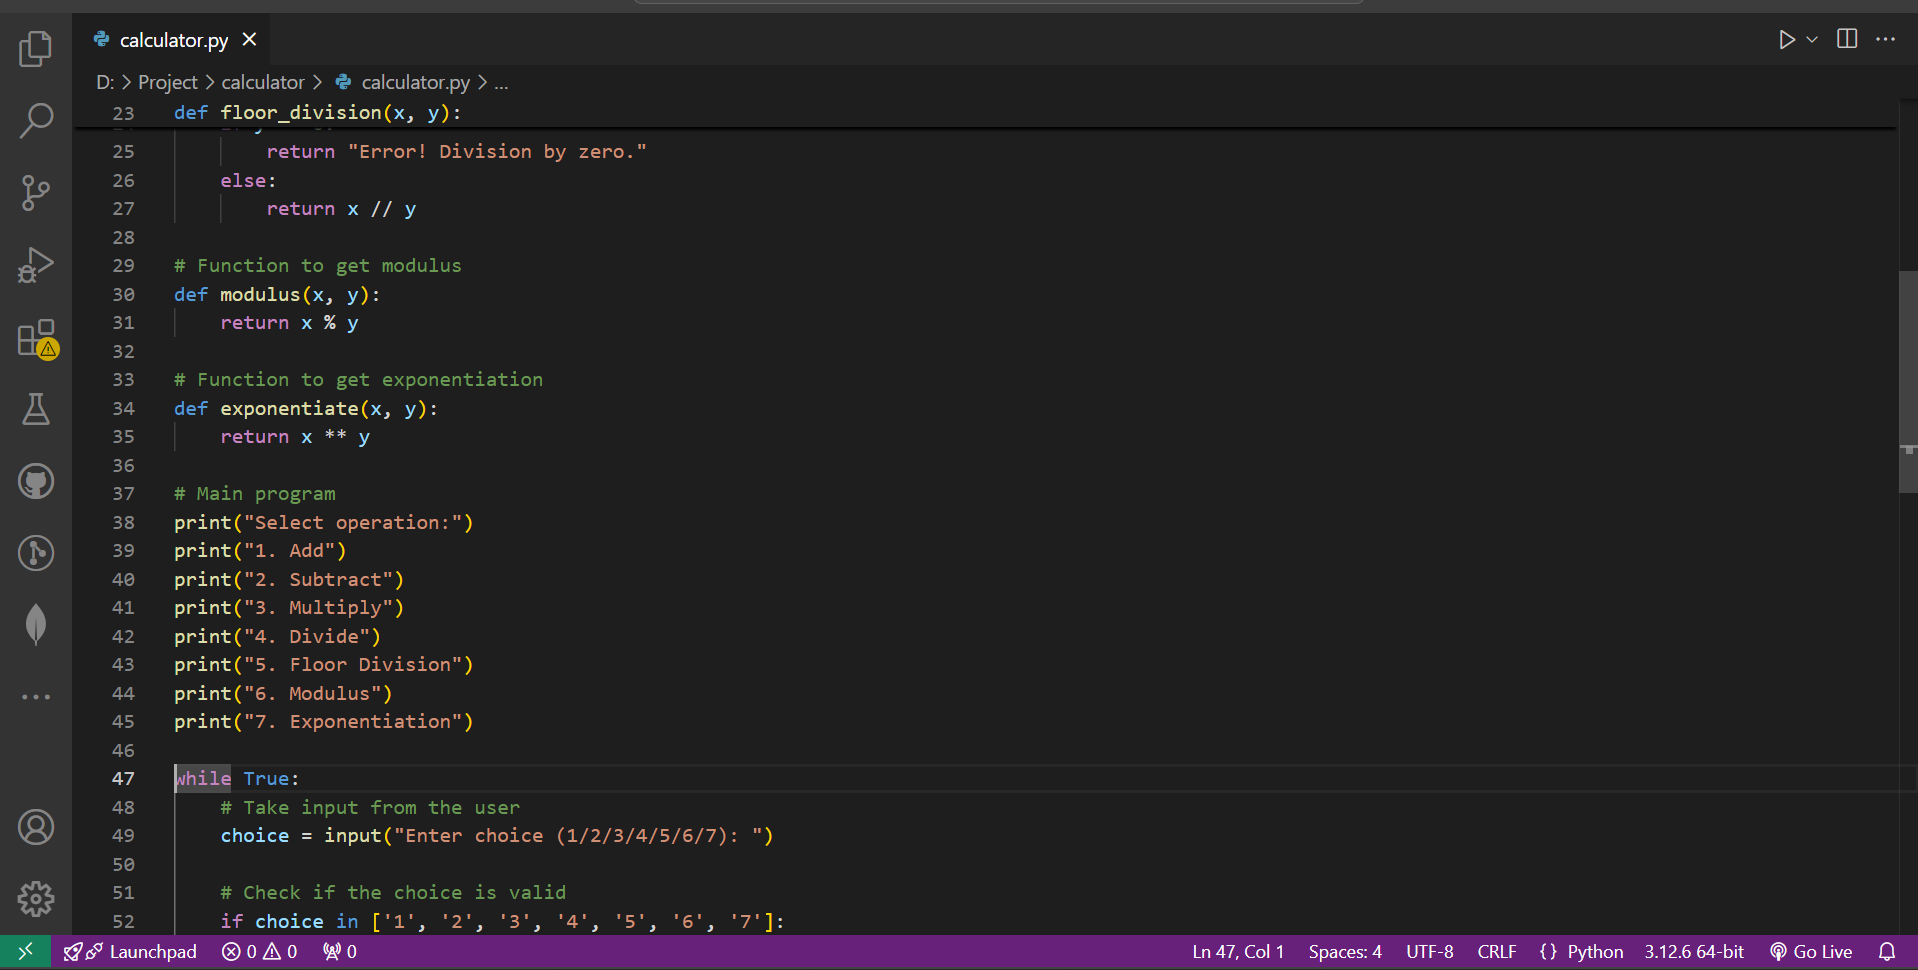 calculator.py
D: > Project > calculator > calculator.py > ...
23 def floor_division(x, y):
25 return "Error! Division by zero."
26 else:
27 return x // y
28
29 # Function to get modulus
30 def modulus(x, y):
31 return x % y
32
33 # Function to get exponentiation
34 def exponentiate(x, y):
35 return x ** y
36
37 # Main program
38 print("Select operation:")
39 print("1. Add")
40 print("2. Subtract")
41 print("3. Multiply")
42 print("4. Divide")
43 print("5. Floor Division")
44 print("6. Modulus")
45 print("7. Exponentiation")
46
47 while True:
48 # Take input from the user
49 choice = input("Enter choice (1/2/3/4/5/6/7): ")
50
51 # Check if the choice is valid
52 if choice in ['1', '2', '3', '4', '5', '6', '7']:
Launchpad 0 0 0 Ln 47, Col 1 Spaces: 4 UTF-8 CRLF {} Python 3.12.6 64-bit Go Live